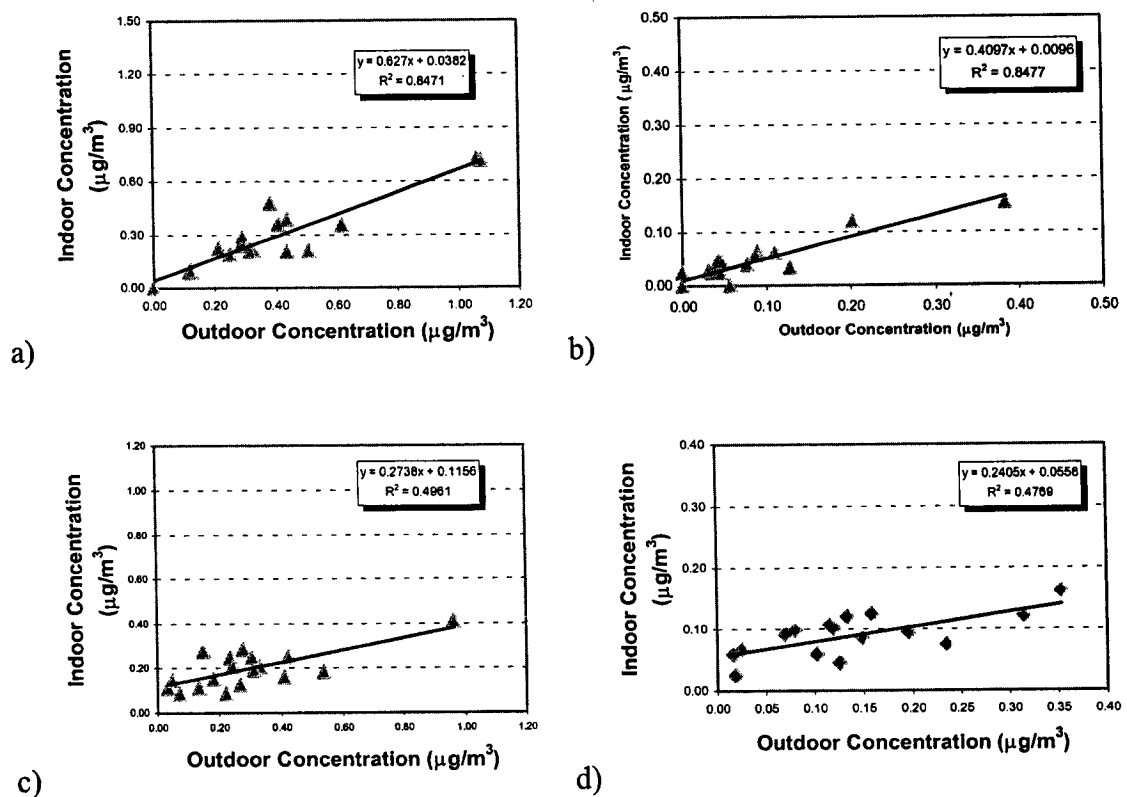 1.50
1.20
0.90
0.60
0.30
0.00
0.00 0.20 0.40 0.60 0.80 1.00 1.20
Indoor Concentration
(μg/m³)
y = 0.627x + 0.0382
R² = 0.8471
Outdoor Concentration (μg/m³)
a)
0.50
0.40
0.30
0.20
0.10
0.00
0.00 0.10 0.20 0.30 0.40 0.50
Indoor Concentration (μg/m³)
y = 0.4097x + 0.0096
R² = 0.8477
Outdoor Concentration (μg/m³)
b)
1.20
1.00
0.80
0.60
0.40
0.20
0.00
0.00 0.20 0.40 0.60 0.80 1.00 1.20
Indoor Concentration
(μg/m³)
y = 0.2738x + 0.1156
R² = 0.4961
Outdoor Concentration (μg/m³)
c)
0.40
0.30
0.20
0.10
0.00
0.00 0.05 0.10 0.15 0.20 0.25 0.30 0.35 0.40
Indoor Concentration
(μg/m³)
y = 0.2405x + 0.0558
R² = 0.4769
Outdoor Concentration (μg/m³)
d)